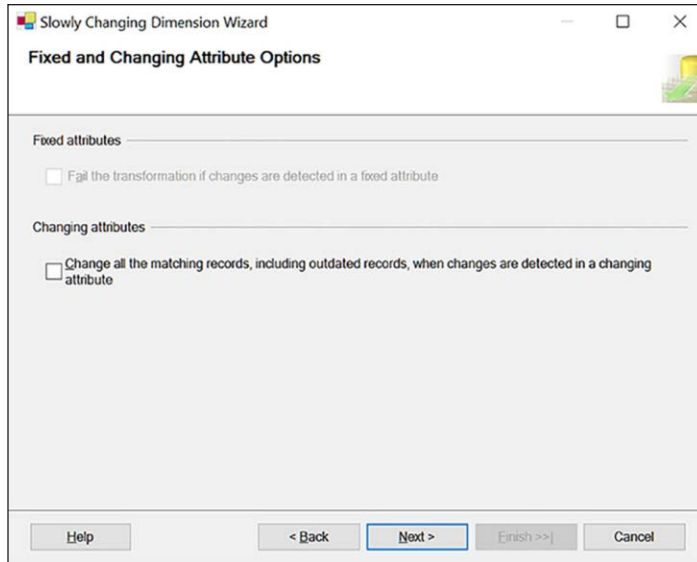 Slowly Changing Dimension Wizard
Fixed and Changing Attribute Options
Fixed attributes
Fail the transformation if changes are detected in a fixed attribute
Changing attributes
Change all the matching records, including outdated records, when changes are detected in a changing
attribute
Help < Back Next > Finish >>| Cancel